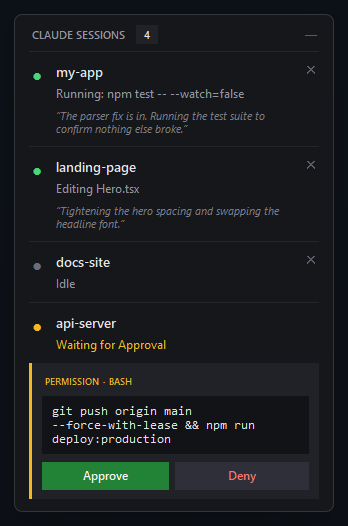 CLAUDE SESSIONS 4 —
my-app ×
Running: npm test -- --watch=false
“The parser fix is in. Running the test suite to
confirm nothing else broke.”
landing-page ×
Editing Hero.tsx
“Tightening the hero spacing and swapping the
headline font.”
docs-site ×
Idle
api-server
Waiting for Approval
PERMISSION - BASH
git push origin main
--force-with-lease && npm run
deploy:production
Approve Deny